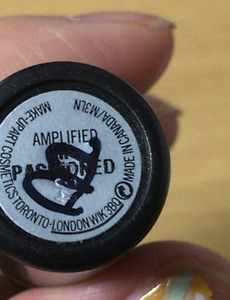 AMPLIFIED
MAKE-UP ART COSMETICS TORONTO-LONDON W1K 3BQ
MADE IN CANADA/M3LN